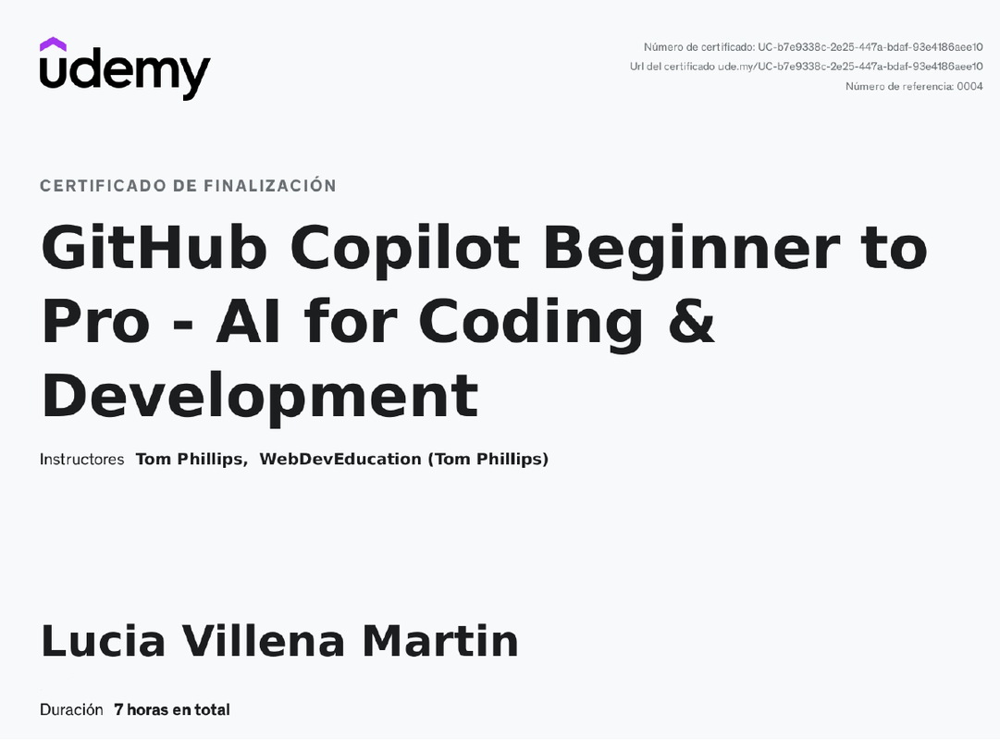 udemy
Número de certificado: UC-b7e9338c-2e25-447a-bdaf-93e4186aee10
Url del certificado ude.my/UC-b7e9338c-2e25-447a-bdaf-93e4186aee10
Número de referencia: 0004
CERTIFICADO DE FINALIZACIÓN
GitHub Copilot Beginner to
Pro - AI for Coding &
Development
Instructores Tom Phillips, WebDevEducation (Tom Phillips)
Lucia Villena Martin
Duración 7 horas en total